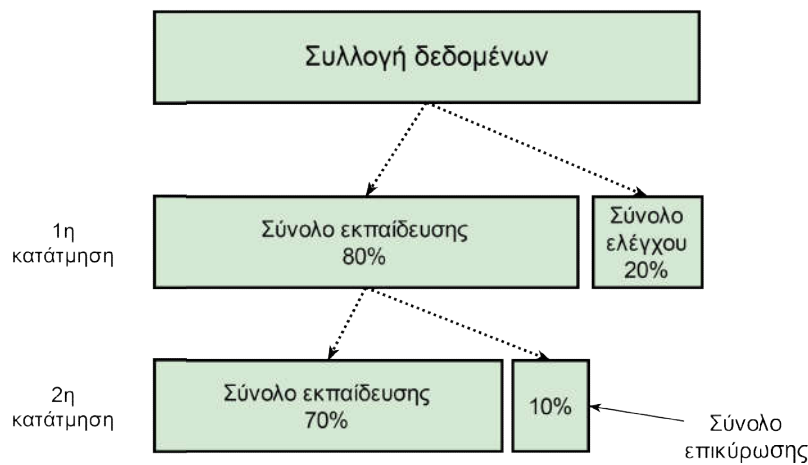 Συλλογή δεδομένων
1η
κατάτμηση
Σύνολο εκπαίδευσης
80%
Σύνολο
ελέγχου
20%
2η
κατάτμηση
Σύνολο εκπαίδευσης
70%
10%
Σύνολο
επικύρωσης